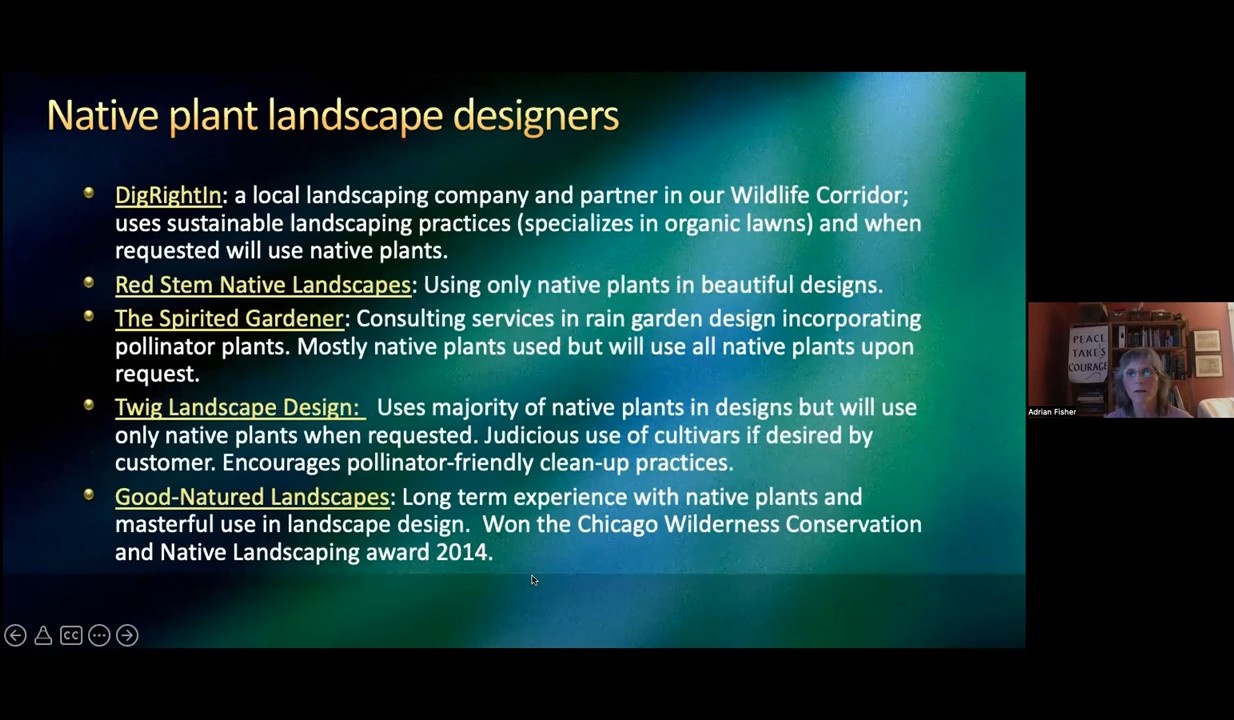 Native plant landscape designers
DigRightIn: a local landscaping company and partner in our Wildlife Corridor;
uses sustainable landscaping practices (specializes in organic lawns) and when
requested will use native plants.
Red Stem Native Landscapes: Using only native plants in beautiful designs.
The Spirited Gardener: Consulting services in rain garden design incorporating
pollinator plants. Mostly native plants used but will use all native plants upon
request.
Twig Landscape Design: Uses majority of native plants in designs but will use
only native plants when requested. Judicious use of cultivars if desired by
customer. Encourages pollinator-friendly clean-up practices.
Good-Natured Landscapes: Long term experience with native plants and
masterful use in landscape design. Won the Chicago Wilderness Conservation
and Native Landscaping award 2014.
CC
PEACE
TAKES
COURAGE
Adrian Fisher